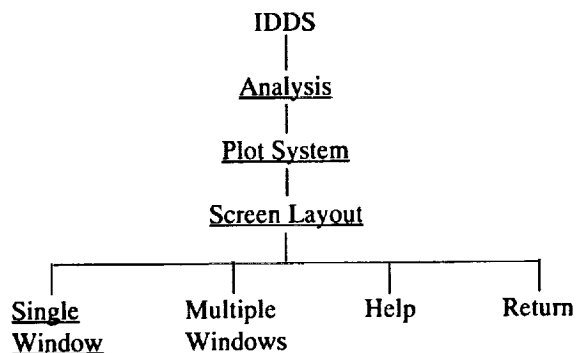 IDDS
Analysis
Plot System
Screen Layout
Single Window
Multiple Windows
Help
Return